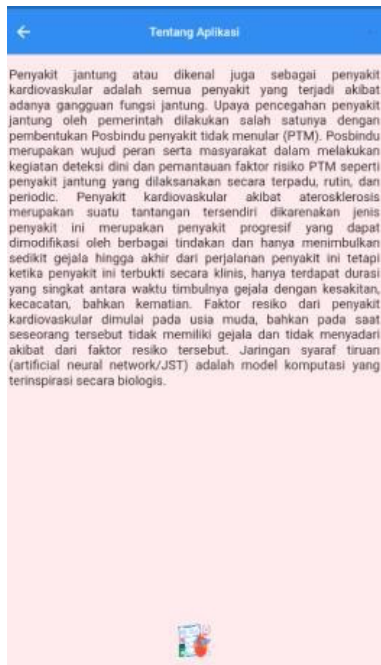 Tentang Aplikasi
Penyakit jantung atau dikenal juga sebagai penyakit
kardiovaskular adalah semua penyakit yang terjadi akibat
adanya gangguan fungsi jantung. Upaya pencegahan penyakit
jantung oleh pemerintah dilakukan salah satunya dengan
pembentukan Posbindu penyakit tidak menular (PTM). Posbindu
merupakan wujud peran serta masyarakat dalam melakukan
kegiatan deteksi dini dan pemantauan faktor risiko PTM seperti
penyakit jantung yang dilaksanakan secara terpadu, rutin, dan
periodic. Penyakit kardiovaskular akibat aterosklerosis
merupakan suatu tantangan tersendiri dikarenakan jenis
penyakit ini merupakan penyakit progresif yang dapat
dimodifikasi oleh berbagai tindakan dan hanya menimbulkan
sedikit gejala hingga akhir dari perjalanan penyakit ini tetapi
ketika penyakit ini terbukti secara klinis, hanya terdapat durasi
yang singkat antara waktu timbulnya gejala dengan kesakitan,
kecacatan, bahkan kematian. Faktor resiko dari penyakit
kardiovaskular dimulai pada usia muda, bahkan pada saat
seseorang tersebut tidak memiliki gejala dan tidak menyadari
akibat dari faktor resiko tersebut. Jaringan syaraf tiruan
(artificial neural network/JST) adalah model komputasi yang
terinspirasi secara biologis.